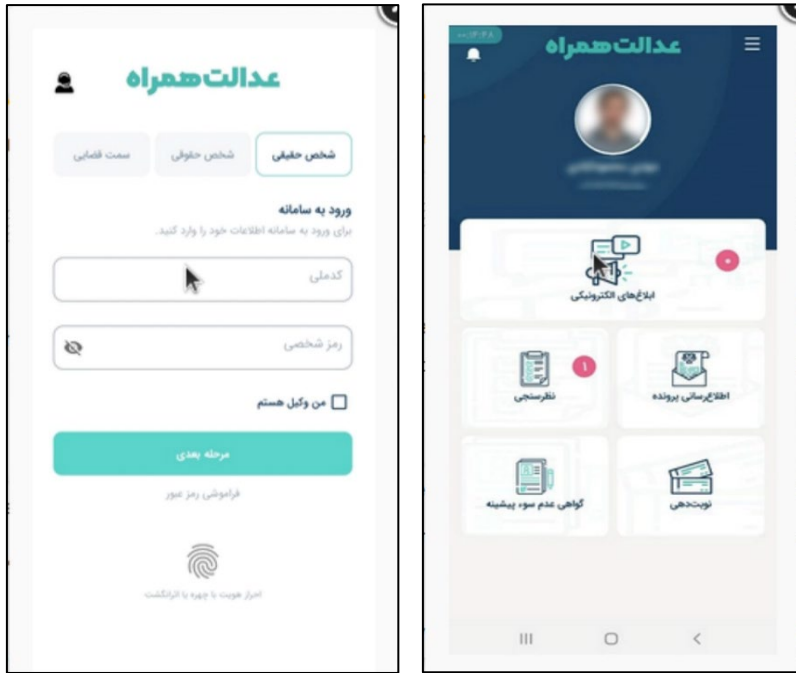 عدالت همراه
شخص حقیقی
شخص حقوقی
سمت قضایی
ورود به سامانه
برای ورود به سامانه اطلاعات خود را وارد کنید.
کدملی
رمز شخصی
من وکیل هستم
مرحله بعدی
فراموشی رمز عبور
احراز هویت با چهره یا اثرانگشت
عدالت همراه
۰
ابلاغ‌های الکترونیکی
اطلاع‌رسانی پرونده
۱
نظرسنجی
نوبت‌دهی
گواهی عدم سوء پیشینه